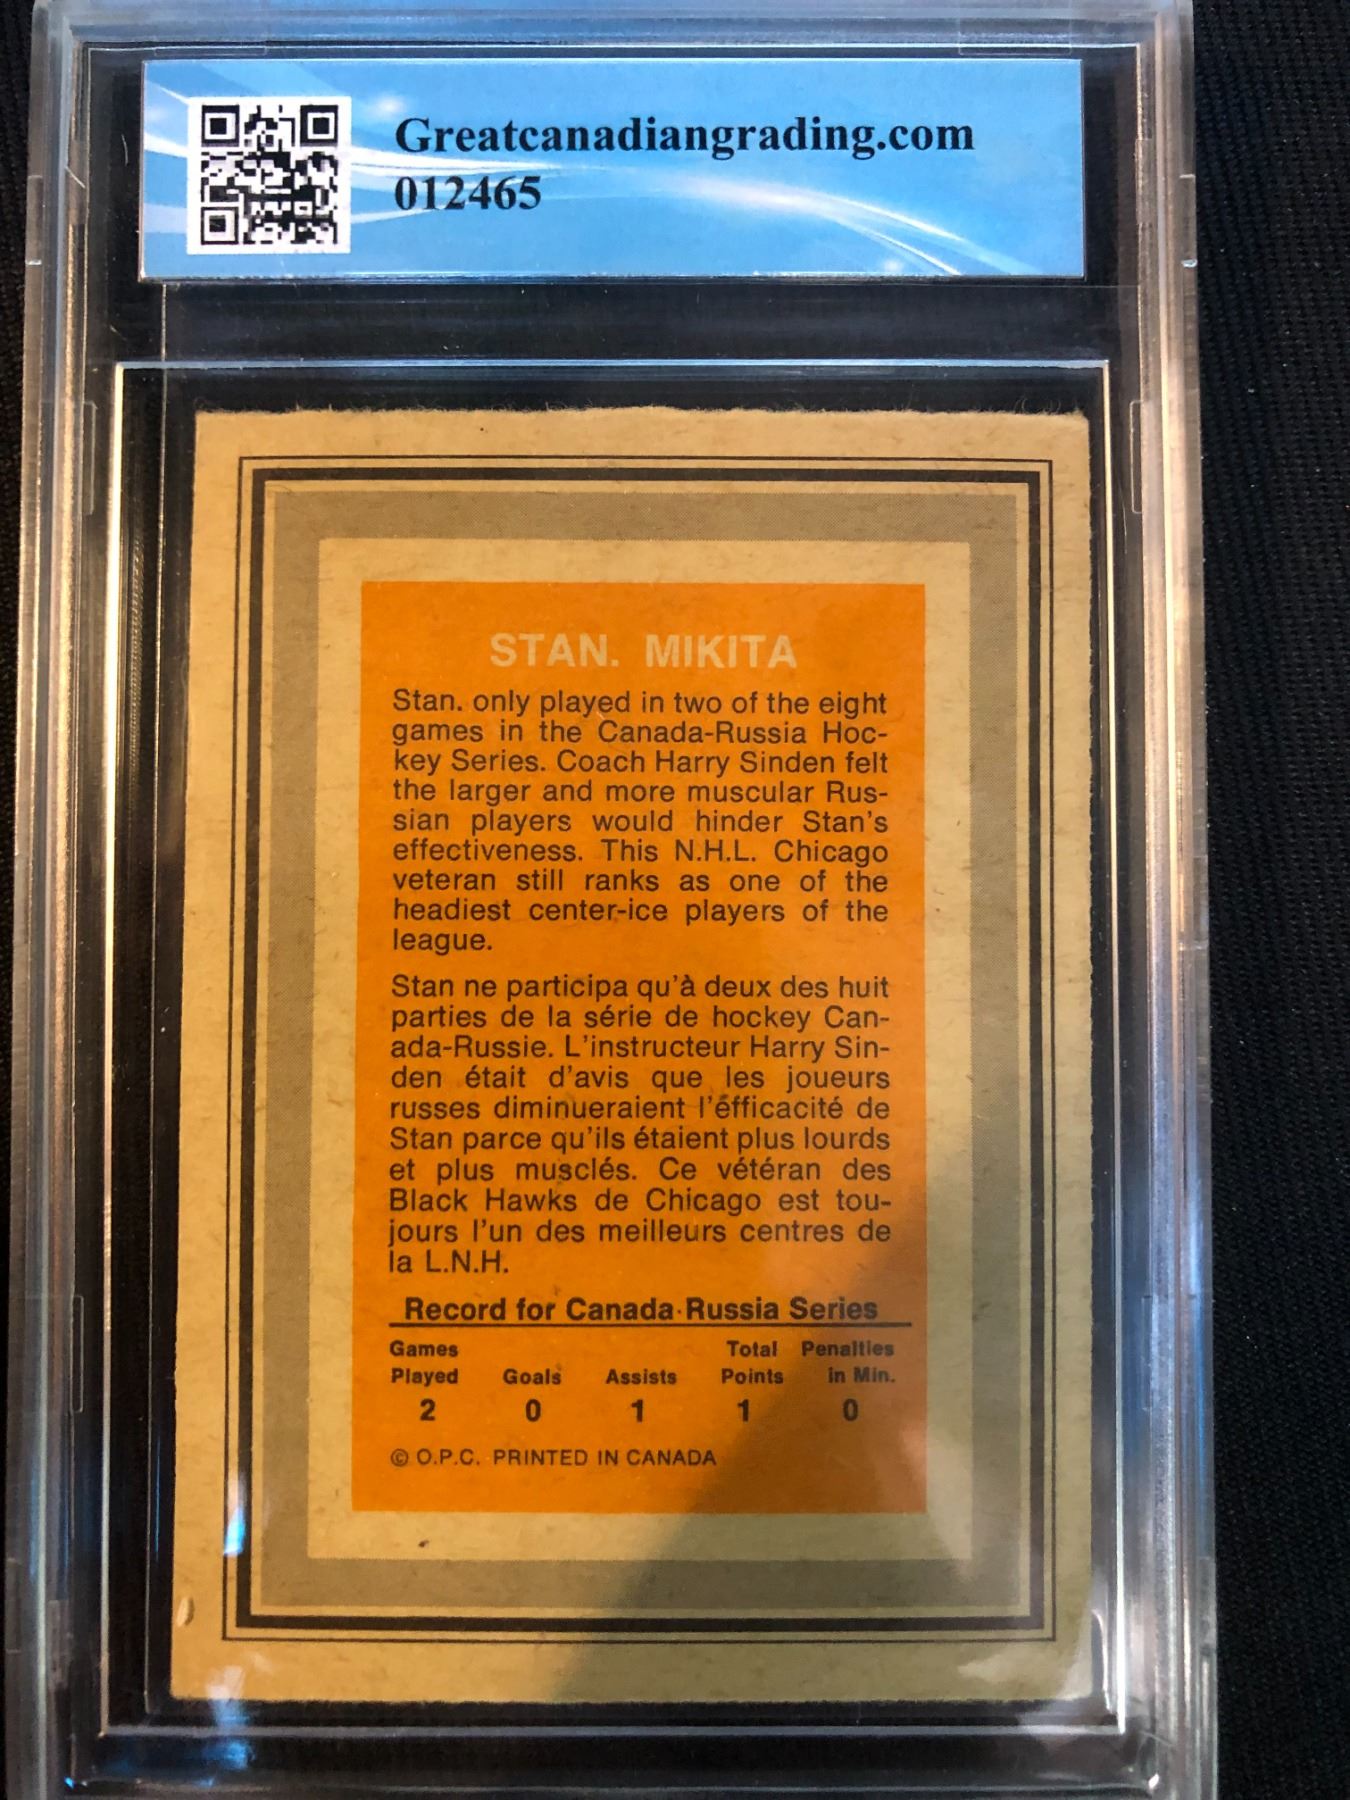 Greatcanadiangrading.com
012465
STAN. MIKITA
Stan. only played in two of the eight
games in the Canada-Russia Hoc-
key Series. Coach Harry Sinden felt
the larger and more muscular Rus-
sian players would hinder Stan's
effectiveness. This N.H.L. Chicago
veteran still ranks as one of the
headiest center-ice players of the
league.
Stan ne participa qu'à deux des huit
parties de la série de hockey Can-
ada-Russie. L'instructeur Harry Sin-
den était d'avis que les joueurs
russes diminueraient l'éfficacité de
Stan parce qu'ils étaient plus lourds
et plus musclés. Ce vétéran des
Black Hawks de Chicago est tou-
jours l'un des meilleurs centres de
la L.N.H.
Record for Canada-Russia Series
Games Total Penalties
Played Goals Assists Points in Min.
2 0 1 1 0
© O.P.C. PRINTED IN CANADA